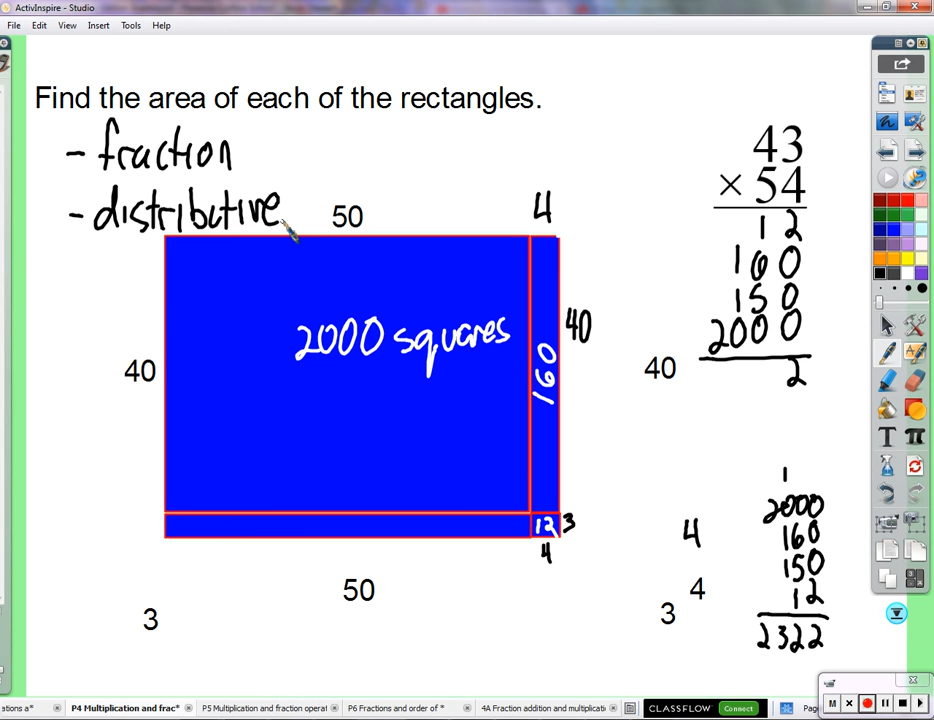 ActivInspire - Studio
File Edit View Insert Tools Help
Find the area of each of the rectangles.
- fraction
- distributive
50
4
40
2000 squares
160
40
12
3
4
50
3
43
× 54
12
160
150
2000
2
40
1
2000
160
150
12
2322
4
4
3
ations a*
P4 Multiplication and frac*
P5 Multiplication and fraction operat
P6 Fractions and order of *
4A Fraction addition and multiplicati
CLASSFLOW Connect
Pag
M